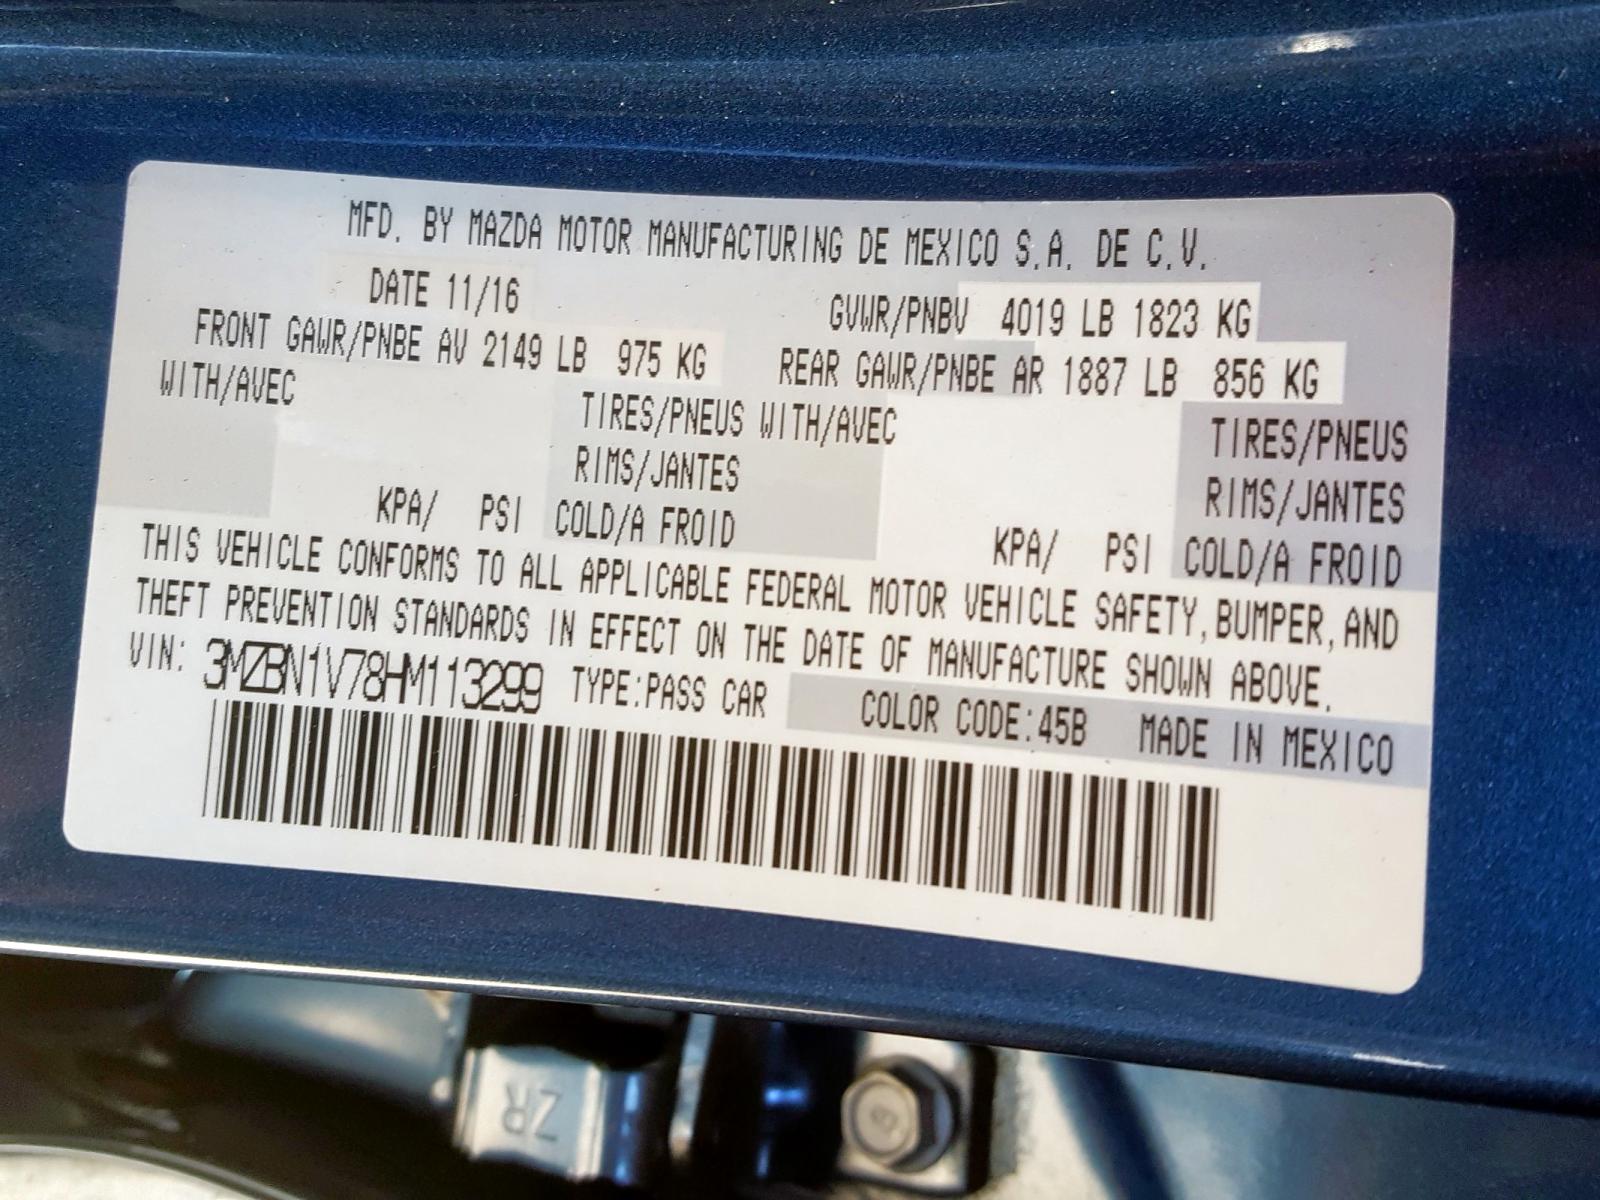 MFD. BY MAZDA MOTOR MANUFACTURING DE MEXICO S.A. DE C.V.
DATE 11/16 GVWR/PNBV 4019 LB 1823 KG
FRONT GAWR/PNBE AV 2149 LB 975 KG REAR GAWR/PNBE AR 1887 LB 856 KG
WITH/AVEC TIRES/PNEUS WITH/AVEC TIRES/PNEUS
RIMS/JANTES RIMS/JANTES
KPA/ PSI COLD/A FROID KPA/ PSI COLD/A FROID
THIS VEHICLE CONFORMS TO ALL APPLICABLE FEDERAL MOTOR VEHICLE SAFETY, BUMPER, AND
THEFT PREVENTION STANDARDS IN EFFECT ON THE DATE OF MANUFACTURE SHOWN ABOVE.
VIN: 3MZBN1V78HM113299 TYPE:PASS CAR COLOR CODE:45B MADE IN MEXICO
ZR